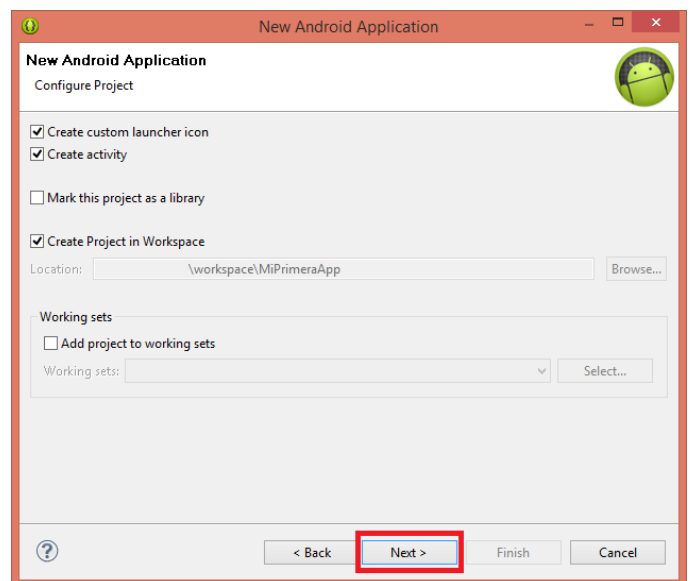 New Android Application
New Android Application
Configure Project
Create custom launcher icon
Create activity
Mark this project as a library
Create Project in Workspace
Location: \workspace\MiPrimeraApp Browse...
Working sets
Add project to working sets
Working sets: Select...
? < Back Next > Finish Cancel